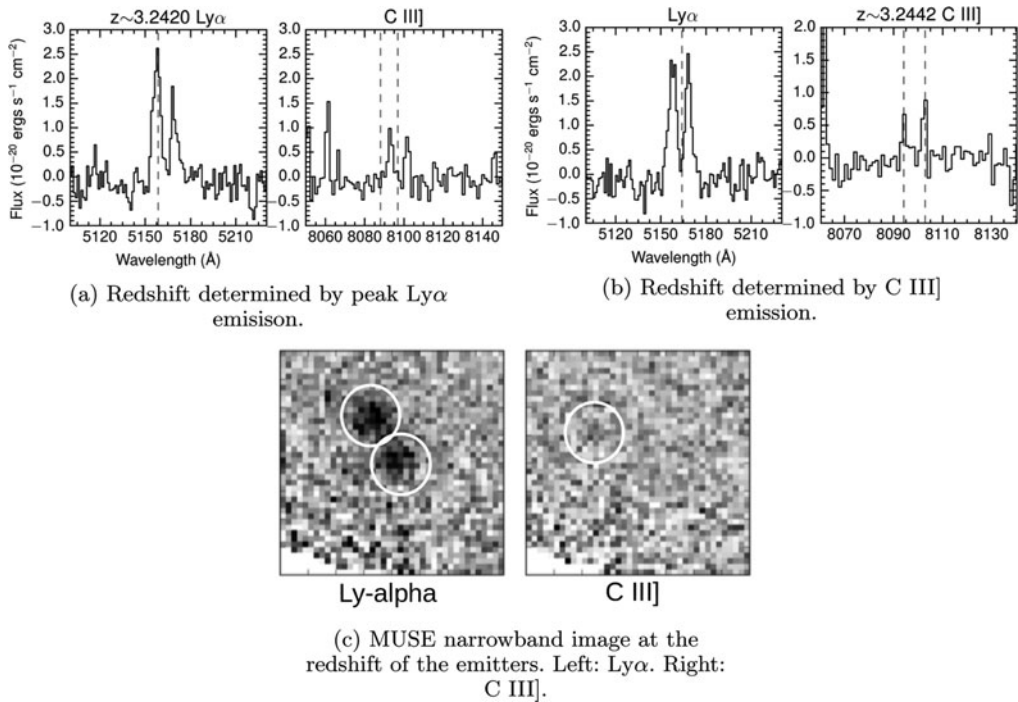 z~3.2420 Lyα
C III]
Lyα
z~3.2442 C III]
Flux (10⁻²⁰ ergs s⁻¹ cm⁻²)
3.0
2.5
2.0
1.5
1.0
0.5
0.0
−0.5
−1.0
5120 5150 5180 5210
3.0
2.5
2.0
1.5
1.0
0.5
0.0
−0.5
−1.0
8060 8080 8100 8120 8140
Wavelength (Å)
Flux (10⁻²⁰ ergs s⁻¹ cm⁻²)
3.0
2.5
2.0
1.5
1.0
0.5
0.0
−0.5
−1.0
5120 5150 5180 5210
2.0
1.5
1.0
0.5
0.0
−0.5
−1.0
8070 8090 8110 8130
Wavelength (Å)
(a) Redshift determined by peak Lyα
emisison.
(b) Redshift determined by C III]
emission.
Ly-alpha
C III]
(c) MUSE narrowband image at the
redshift of the emitters. Left: Lyα. Right:
C III].